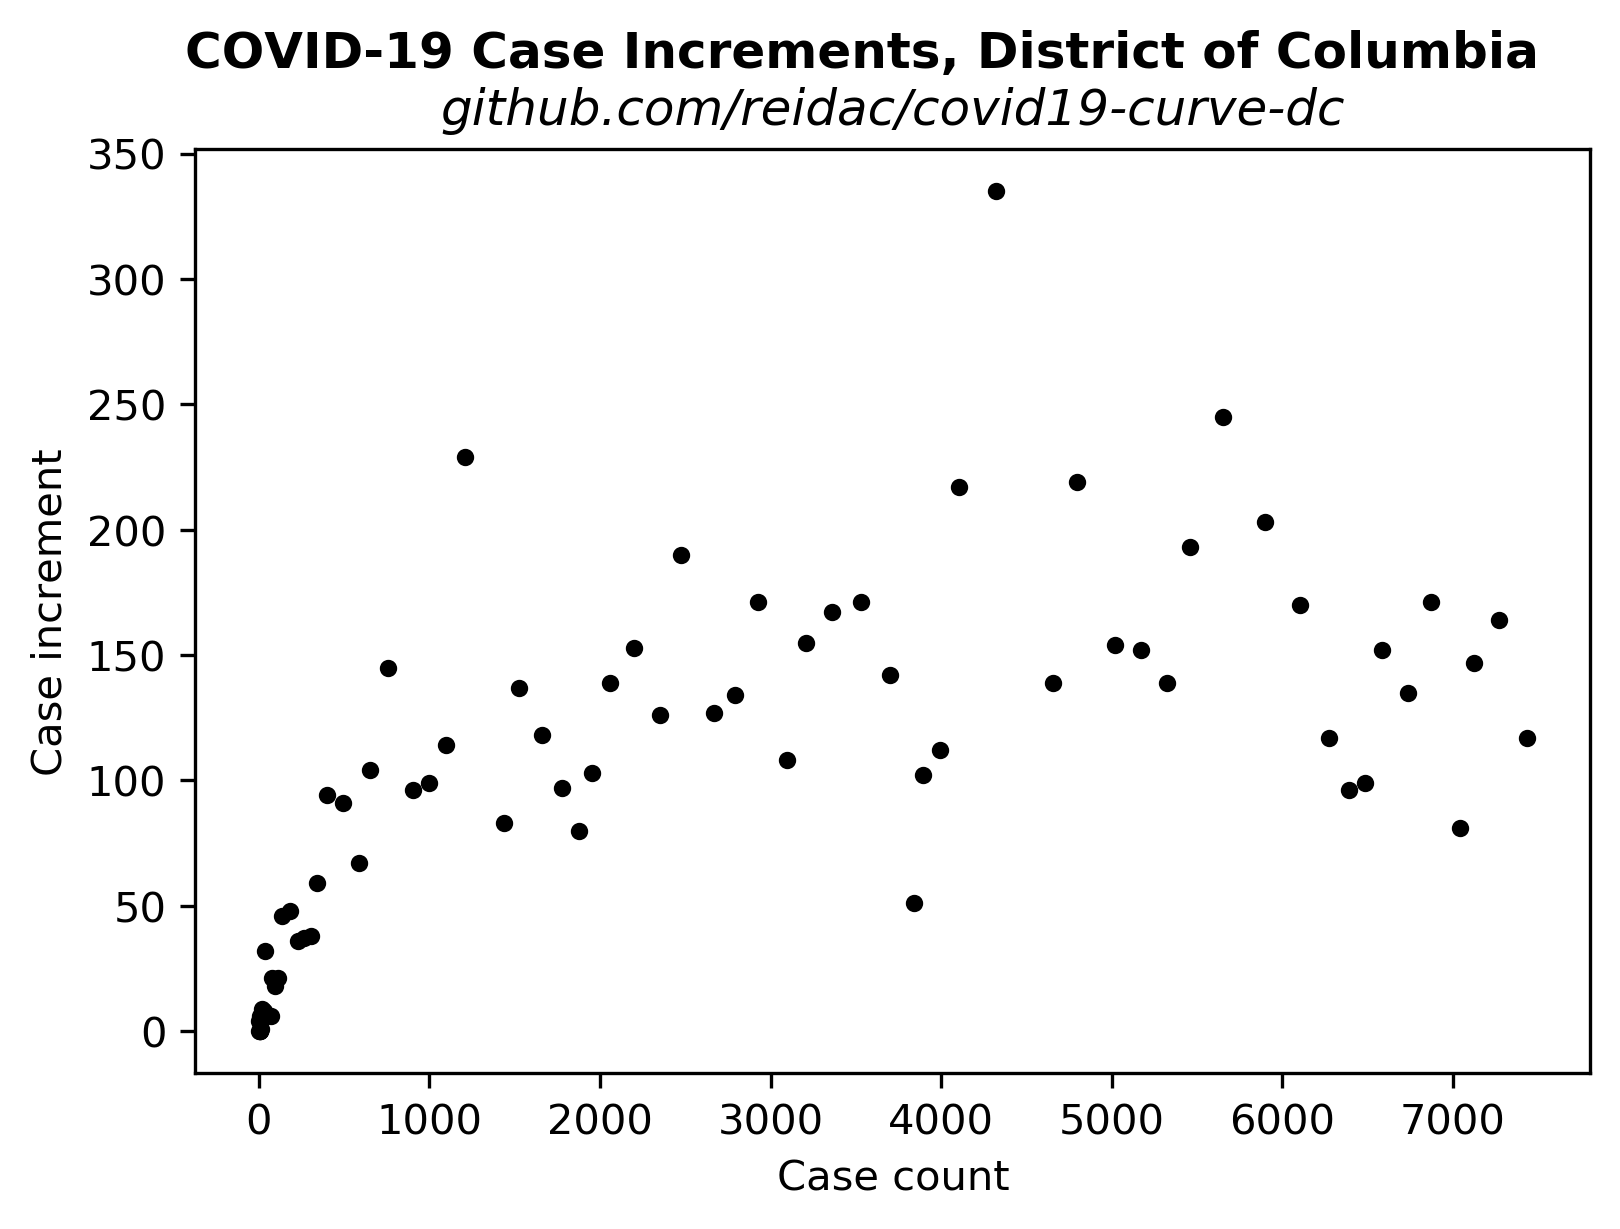 COVID-19 Case Increments, District of Columbia
github.com/reidac/covid19-curve-dc
350
300
250
200
150
100
50
0
Case increment
0 1000 2000 3000 4000 5000 6000 7000
Case count